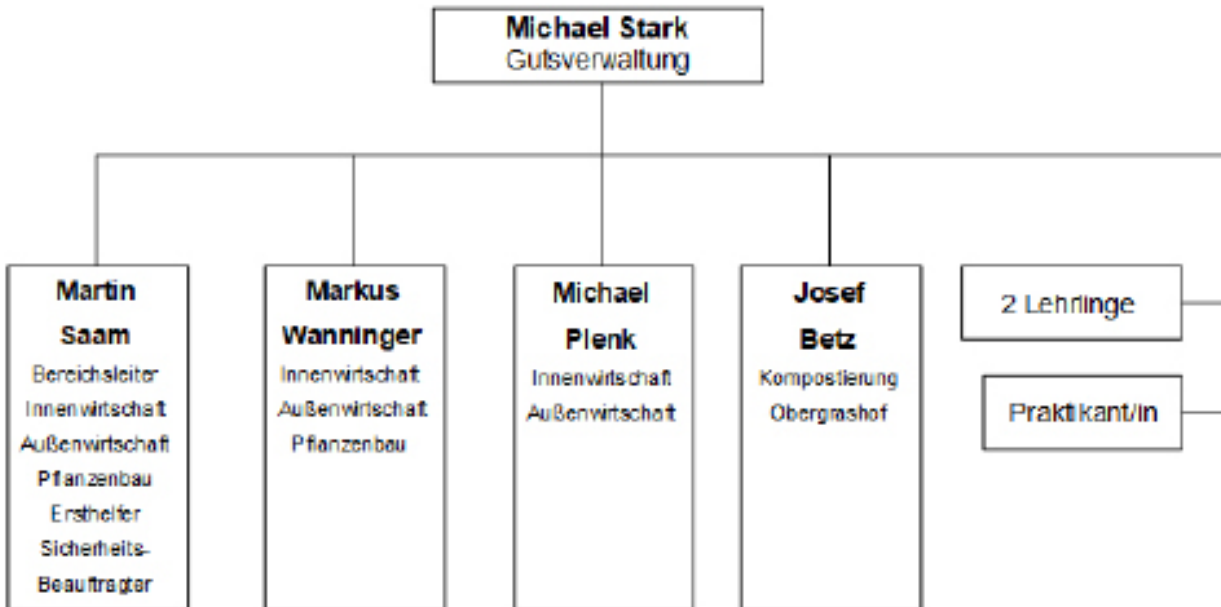 Michael Stark
Gutsverwaltung
Martin
Saam
Bereichsleiter
Innenwirtschaft
Außenwirtschaft
Pflanzenbau
Ersthelfer
Sicherheits-
Beauftragter
Markus
Wanninger
Innenwirtschaft
Außenwirtschaft
Pflanzenbau
Michael
Plenk
Innenwirtschaft
Außenwirtschaft
Josef
Betz
Kompostierung
Obergrashof
2 Lehrlinge
Praktikant/in